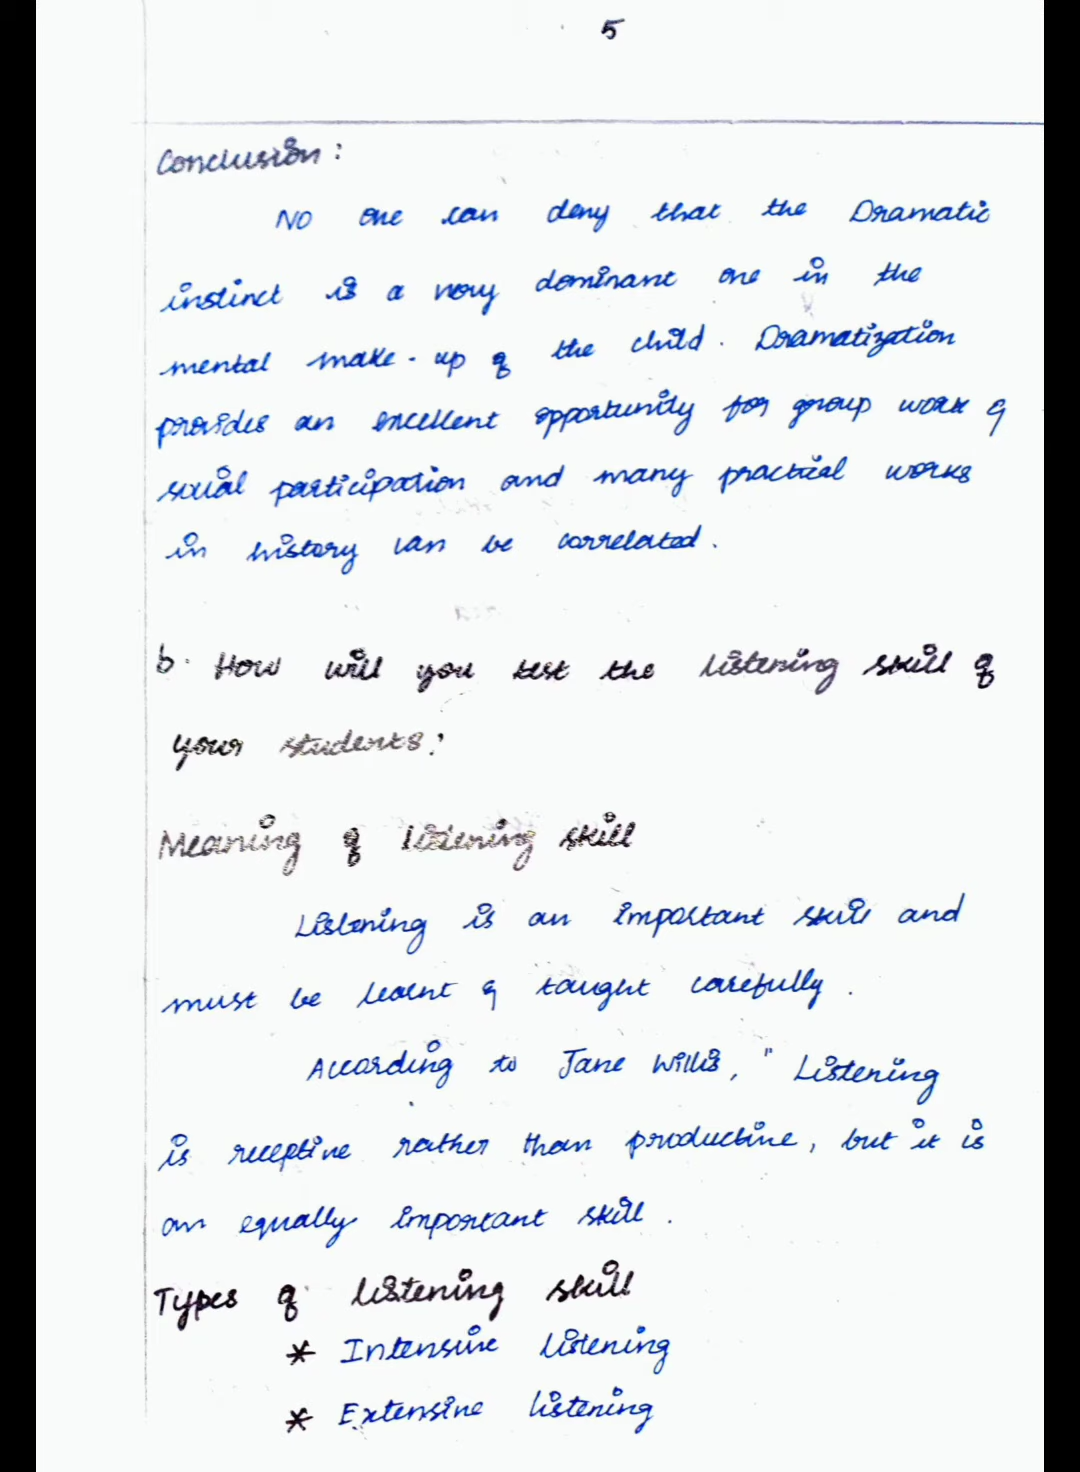 5
Conclusion:
No one can deny that the Dramatic
instinct is a very dominant one in the
mental make-up of the child. Dramatization
provides an excellent opportunity for group work &
social participation and many practical works
in history can be correlated.
b. How will you test the listening skill of
your students?
Meaning of listening skill
Listening is an important skill and
must be learnt & taught carefully.
According to Jane Willis, "Listening
is receptive rather than productive, but it is
an equally important skill.
Types of listening skill
* Intensive listening
* Extensive listening